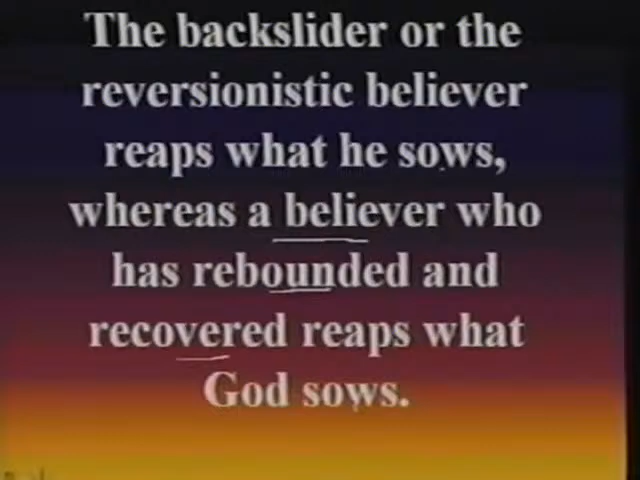 The backslider or the
reversionistic believer
reaps what he sows,
whereas a believer who
has rebounded and
recovered reaps what
God sows.